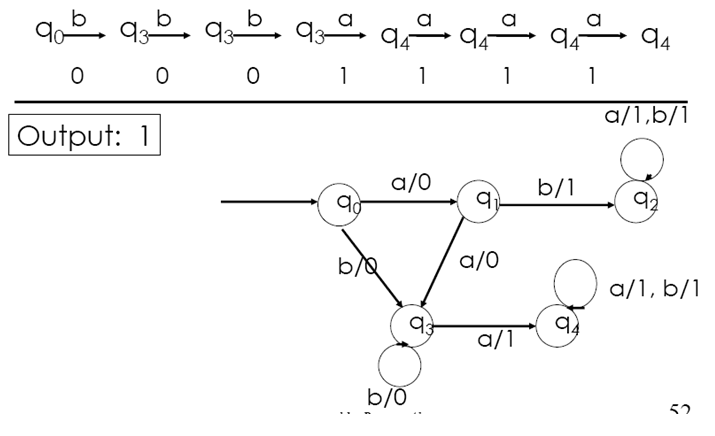 b b b a a a a
q0 q3 q3 q3 q4 q4 q4 q4
0 0 0 1 1 1 1
Output: 1
a/1,b/1
a/0
b/1
q0 q1 q2
b/0
a/0
a/1, b/1
q3 q4
a/1
b/0
52